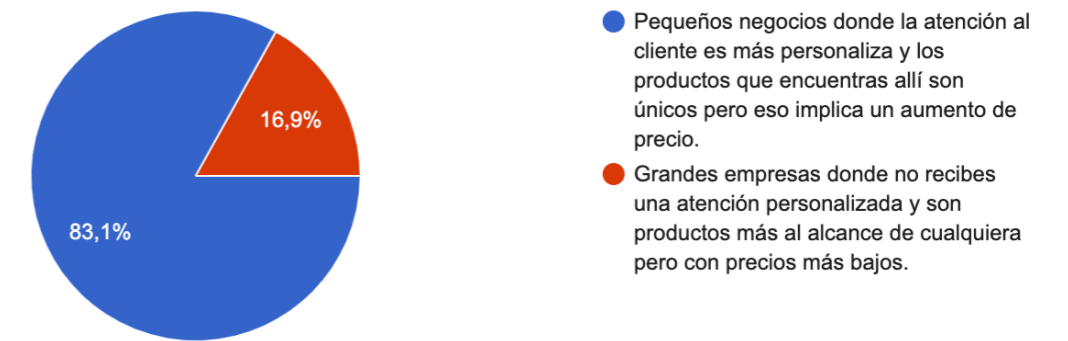 16,9%
83,1%
Pequeños negocios donde la atención al
cliente es más personaliza y los
productos que encuentras allí son
únicos pero eso implica un aumento de
precio.
Grandes empresas donde no recibes
una atención personalizada y son
productos más al alcance de cualquiera
pero con precios más bajos.